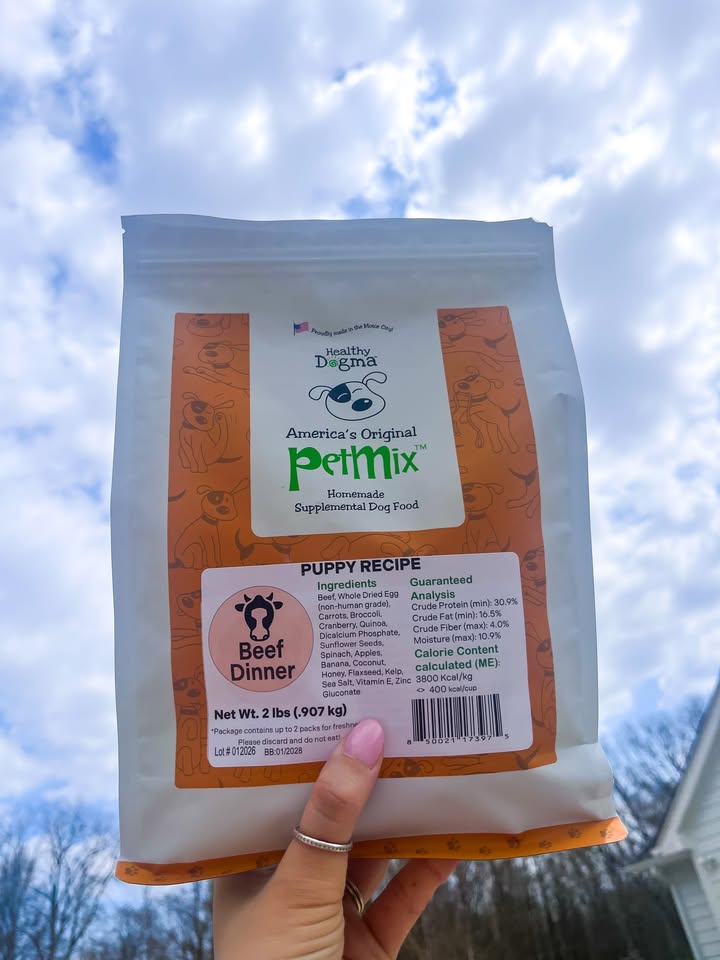 Proudly made in the Motor City!
Healthy
Dogma
America's Original
PetMix™
Homemade
Supplemental Dog Food
PUPPY RECIPE
Beef
Dinner
Ingredients
Beef, Whole Dried Egg
(non-human grade),
Carrots, Broccoli,
Cranberry, Quinoa,
Dicalcium Phosphate,
Sunflower Seeds,
Spinach, Apples,
Banana, Coconut,
Honey, Flaxseed, Kelp,
Sea Salt, Vitamin E, Zinc
Gluconate
Guaranteed
Analysis
Crude Protein (min): 30.9%
Crude Fat (min): 16.5%
Crude Fiber (max): 4.0%
Moisture (max): 10.9%
Calorie Content
calculated (ME):
3800 Kcal/kg
<> 400 kcal/cup
Net Wt. 2 lbs (.907 kg)
*Package contains up to 2 packs for
Please discard and do not eat!
Lot # 012026 BB:01/2028
8 50021 17397 5